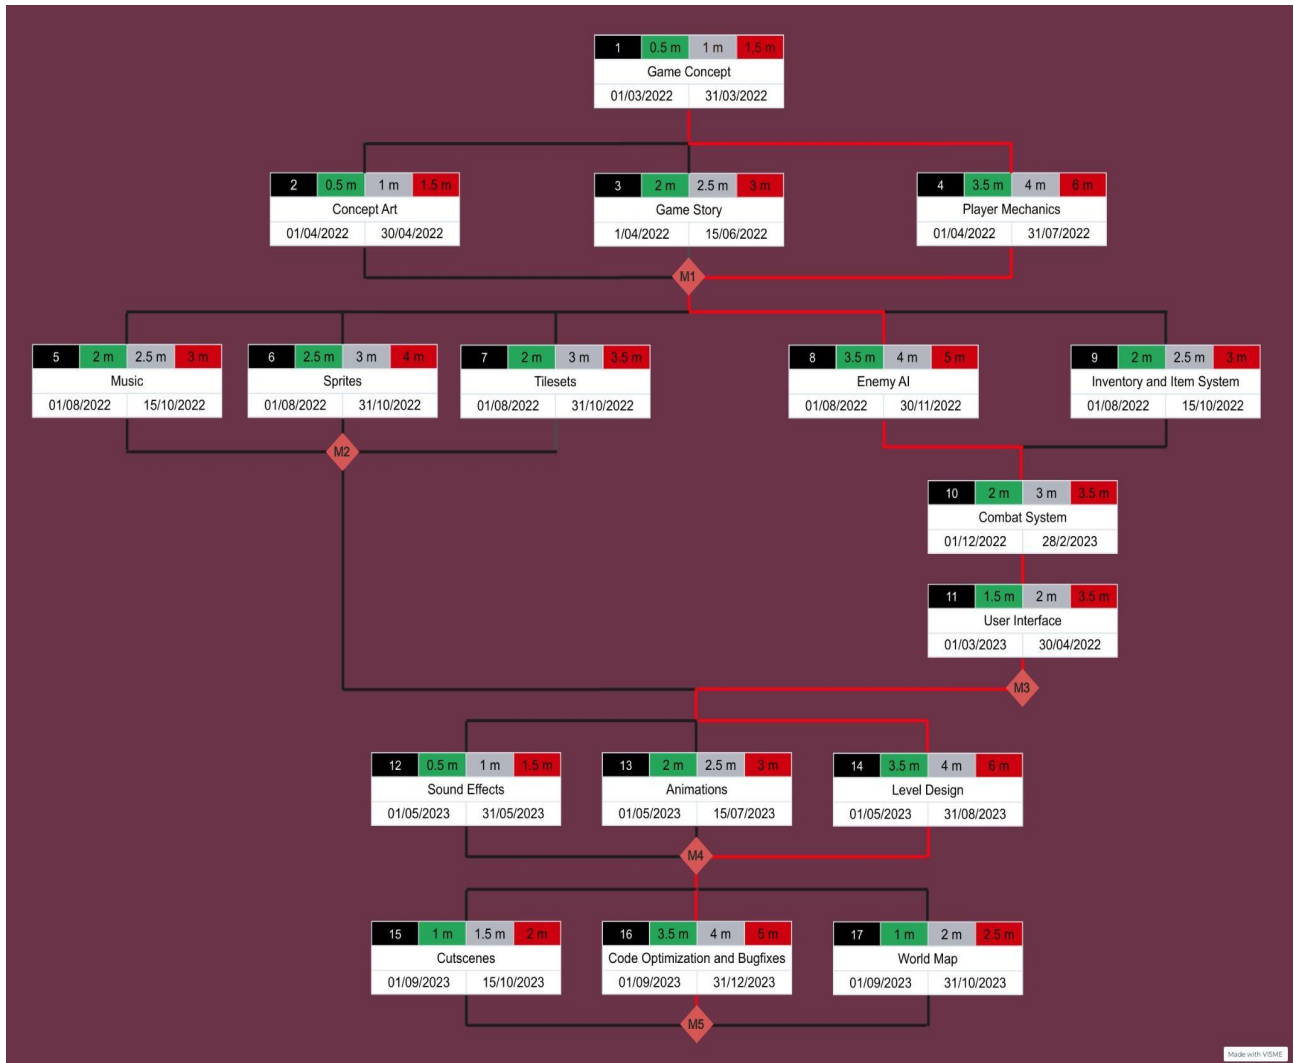 1 0.5 m 1 m 1,5 m
Game Concept
01/03/2022 31/03/2022
2 0.5 m 1 m 1.5 m
Concept Art
01/04/2022 30/04/2022
3 2 m 2.5 m 3 m
Game Story
1/04/2022 15/06/2022
4 3.5 m 4 m 6 m
Player Mechanics
01/04/2022 31/07/2022
M1
5 2 m 2.5 m 3 m
Music
01/08/2022 15/10/2022
6 2.5 m 3 m 4 m
Sprites
01/08/2022 31/10/2022
7 2 m 3 m 3.5 m
Tilesets
01/08/2022 31/10/2022
8 3.5 m 4 m 5 m
Enemy AI
01/08/2022 30/11/2022
9 2 m 2.5 m 3 m
Inventory and Item System
01/08/2022 15/10/2022
M2
10 2 m 3 m 3.5 m
Combat System
01/12/2022 28/2/2023
11 1.5 m 2 m 3.5 m
User Interface
01/03/2023 30/04/2022
M3
12 0.5 m 1 m 1.5 m
Sound Effects
01/05/2023 31/05/2023
13 2 m 2.5 m 3 m
Animations
01/05/2023 15/07/2023
14 3.5 m 4 m 6 m
Level Design
01/05/2023 31/08/2023
M4
15 1 m 1.5 m 2 m
Cutscenes
01/09/2023 15/10/2023
16 3.5 m 4 m 5 m
Code Optimization and Bugfixes
01/09/2023 31/12/2023
17 1 m 2 m 2.5 m
World Map
01/09/2023 31/10/2023
M5
Made with VISME